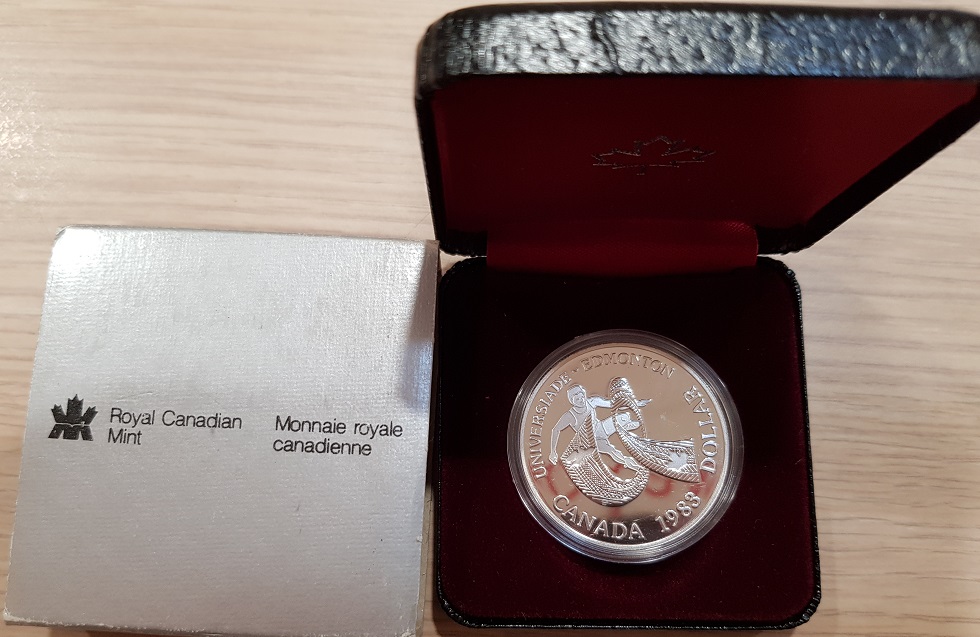 Royal Canadian
Mint
Monnaie royale
canadienne
UNIVERSIADE · EDMONTON
DOLLAR
CANADA 1983